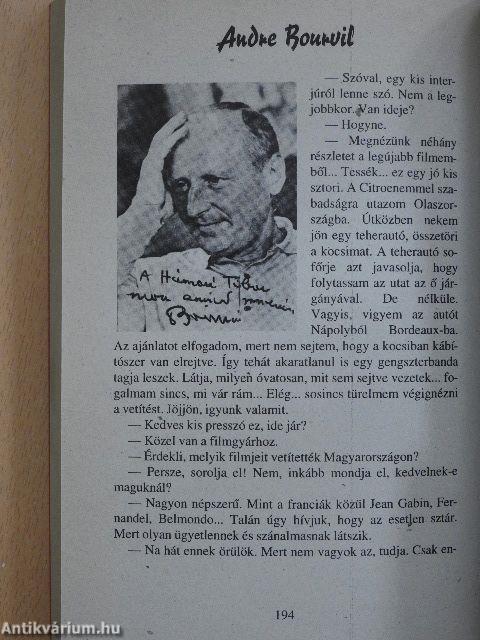 Andre Bourvil
— Szóval, egy kis inter-
júról lenne szó. Nem a leg-
jobbkor. Van ideje?
— Hogyne.
— Megnézünk néhány
részletet a legújabb filmem-
ből... Tessék... ez egy jó kis
sztori. A Citroenemmel sza-
badságra utazom Olaszor-
szágba. Útközben nekem
jön egy teherautó, összetöri
a kocsimat. A teherautó so-
főrje azt javasolja, hogy
folytassam az utat az ő jár-
gányával. De nélküle.
Vagyis, vigyem az autót
Nápolyból Bordeaux-ba.
A
Bourvil
Az ajánlatot elfogadom, mert nem sejtem, hogy a kocsiban kábí-
tószer van elrejtve. Így tehát akaratlanul is egy gengszterbanda
tagja leszek. Látja, milyen óvatosan, mit sem sejtve vezetek... fo-
galmam sincs, mi vár rám... Elég... sosincs türelmem végignézni
a vetítést. Jöjjön, igyunk valamit.
— Kedves kis presszó ez, ide jár?
— Közel van a filmgyárhoz.
— Érdekli, melyik filmjeit vetítették Magyarországon?
— Persze, sorolja el! Nem, inkább mondja el, kedvelnek-e
maguknál?
— Nagyon népszerű. Mint a franciák közül Jean Gabin, Fer-
nandel, Belmondo... Talán úgy hívjuk, hogy az esetlen sztár.
Mert olyan ügyetlennek és szánalmasnak látszik.
— Na hát ennek örülök. Mert nem vagyok az, tudja. Csak en-
194
Antikvárium.hu